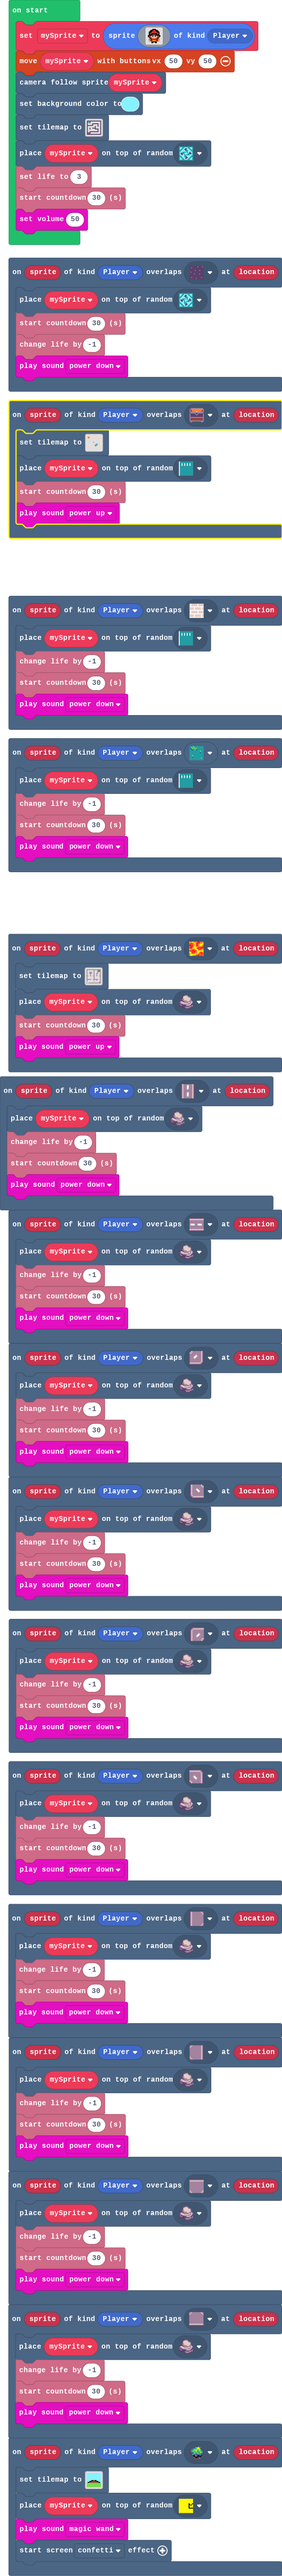 on start
set mySprite to sprite of kind Player
move mySprite with buttons vx 50 vy 50
camera follow sprite mySprite
set background color to
set tilemap to
place mySprite on top of random
set life to 3
start countdown 30 (s)
set volume 50
on sprite of kind Player overlaps at location
place mySprite on top of random
start countdown 30 (s)
change life by -1
play sound power down
on sprite of kind Player overlaps at location
set tilemap to
place mySprite on top of random
start countdown 30 (s)
play sound power up
on sprite of kind Player overlaps at location
place mySprite on top of random
change life by -1
start countdown 30 (s)
play sound power down
on sprite of kind Player overlaps at location
place mySprite on top of random
change life by -1
start countdown 30 (s)
play sound power down
on sprite of kind Player overlaps at location
set tilemap to
place mySprite on top of random
start countdown 30 (s)
play sound power up
on sprite of kind Player overlaps at location
place mySprite on top of random
change life by -1
start countdown 30 (s)
play sound power down
on sprite of kind Player overlaps at location
place mySprite on top of random
change life by -1
start countdown 30 (s)
play sound power down
on sprite of kind Player overlaps at location
place mySprite on top of random
change life by -1
start countdown 30 (s)
play sound power down
on sprite of kind Player overlaps at location
place mySprite on top of random
change life by -1
start countdown 30 (s)
play sound power down
on sprite of kind Player overlaps at location
place mySprite on top of random
change life by -1
start countdown 30 (s)
play sound power down
on sprite of kind Player overlaps at location
place mySprite on top of random
change life by -1
start countdown 30 (s)
play sound power down
on sprite of kind Player overlaps at location
place mySprite on top of random
change life by -1
start countdown 30 (s)
play sound power down
on sprite of kind Player overlaps at location
place mySprite on top of random
change life by -1
start countdown 30 (s)
play sound power down
on sprite of kind Player overlaps at location
place mySprite on top of random
change life by -1
start countdown 30 (s)
play sound power down
on sprite of kind Player overlaps at location
place mySprite on top of random
change life by -1
start countdown 30 (s)
play sound power down
on sprite of kind Player overlaps at location
set tilemap to
place mySprite on top of random
play sound magic wand
start screen confetti effect